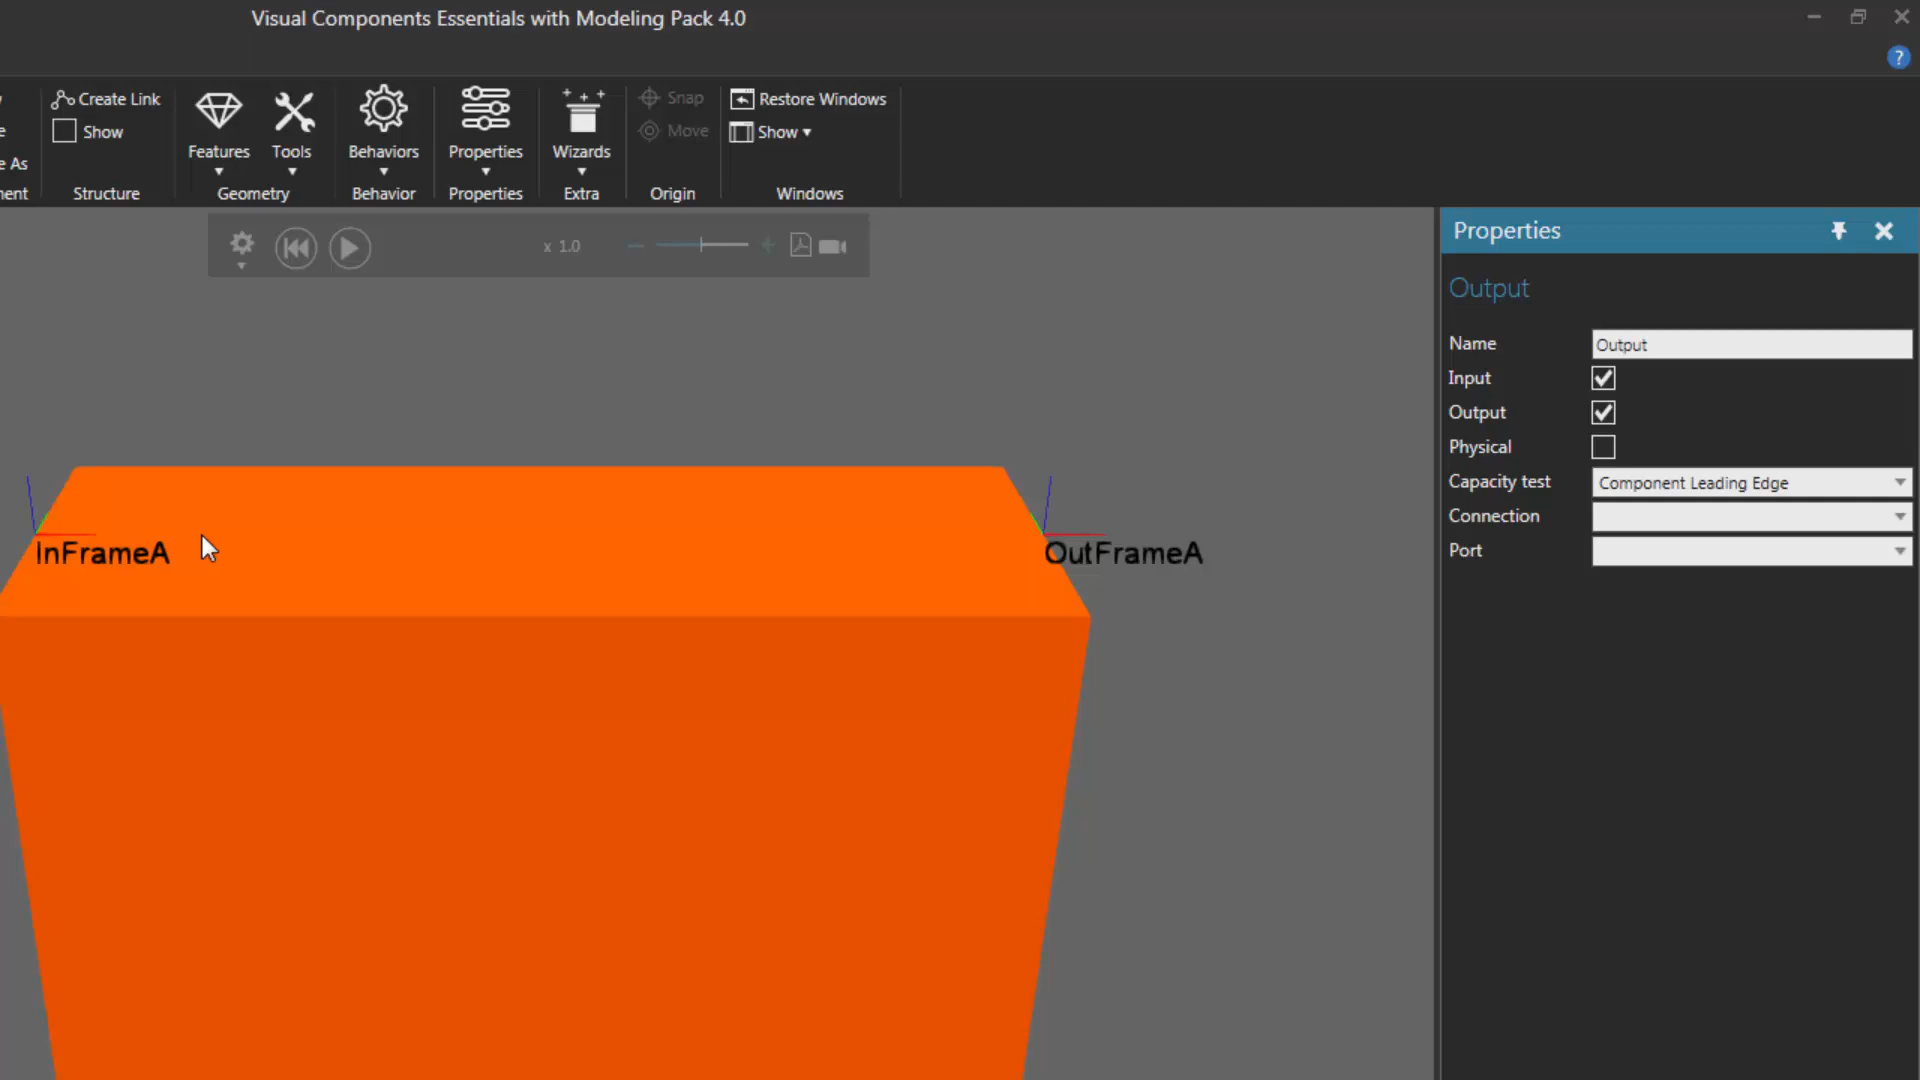 Visual Components Essentials with Modeling Pack 4.0
?
Create Link
Show
e
e As
ent
Structure
Features
Tools
Geometry
Behaviors
Behavior
Properties
Properties
Wizards
Extra
Snap
Move
Origin
Restore Windows
Show
Windows
x 1.0
Properties
Output
Name
Output
Input
Output
Physical
Capacity test
Component Leading Edge
Connection
Port
InFrameA
OutFrameA